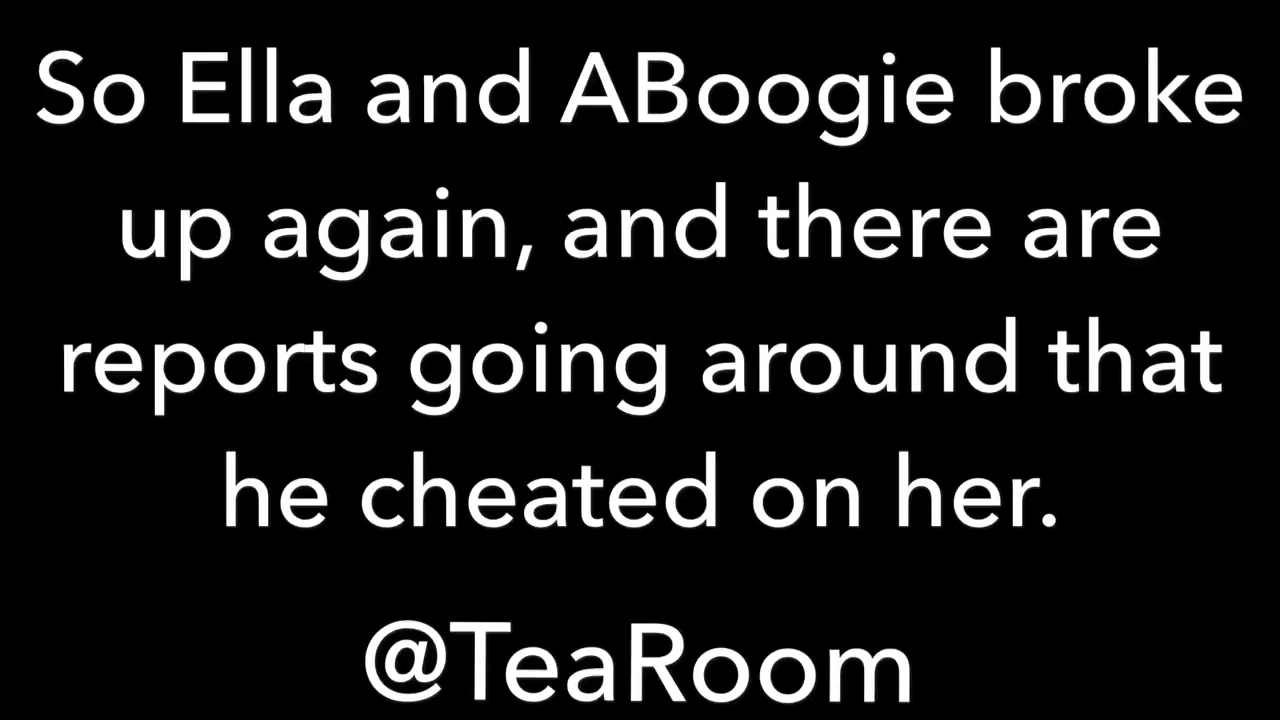 So Ella and ABoogie broke
up again, and there are
reports going around that
he cheated on her.
@TeaRoom